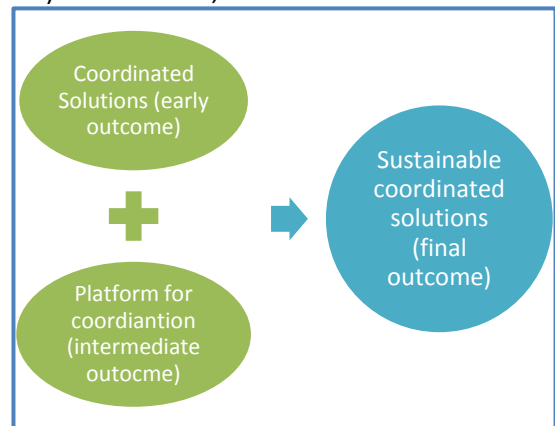 Coordinated
Solutions (early
outcome)
Platform for
coordiantion
(intermediate
outocme)
Sustainable
coordinated
solutions
(final
outcome)